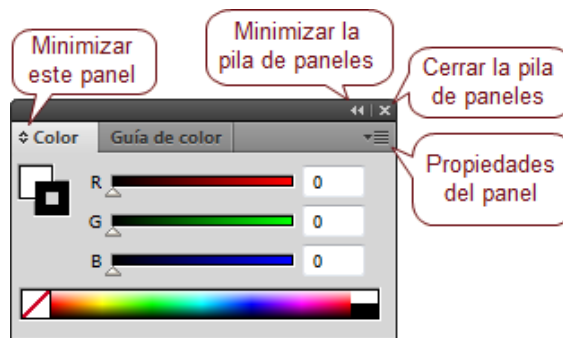 Minimizar
este panel
Minimizar la
pila de paneles
Cerrar la pila
de paneles
Color
Guía de color
Propiedades
del panel
R 0
G 0
B 0